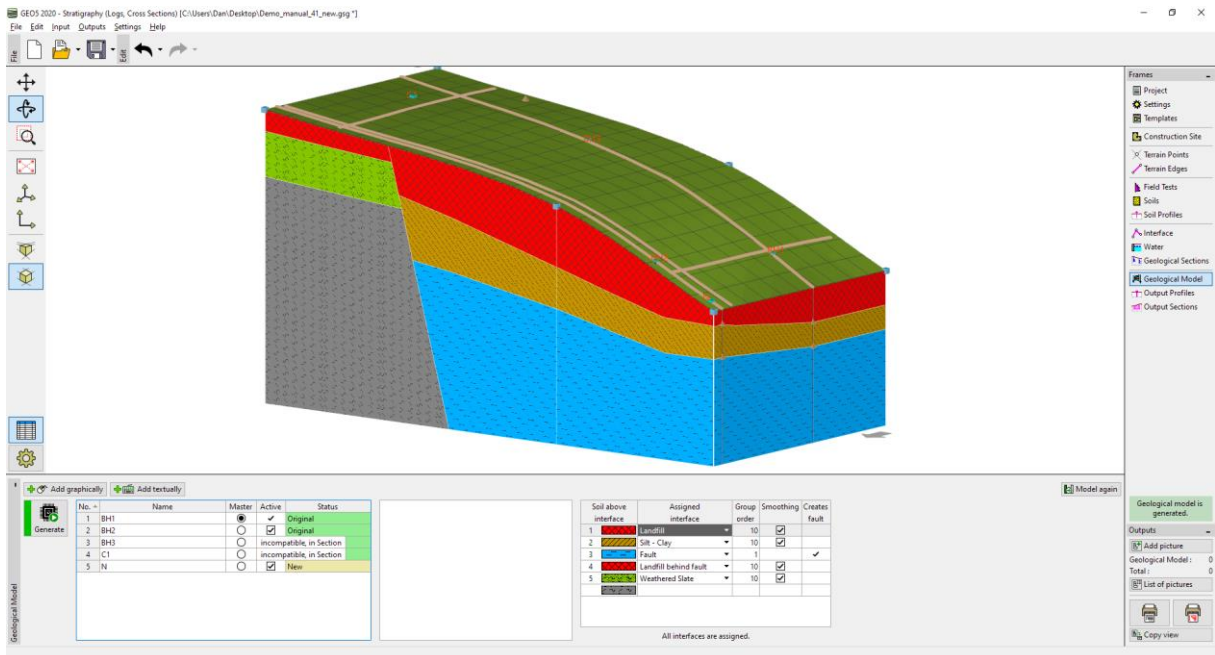 GEO5 2020 - Stratigraphy (Logs, Cross Sections) [C:\Users\Dan\Desktop\Demo_manual_41_new.gsg *]
File Edit Input Outputs Settings Help
File
Edit
Frames
Project
Settings
Templates
Construction Site
Terrain Points
Terrain Edges
Field Tests
Soils
Soil Profiles
Interface
Water
Geological Sections
Geological Model
Output Profiles
Output Sections
Add graphically Add textually
Model again
Generate
No. Name Master Active Status
1 BH1 Original
2 BH2 Original
3 BH3 incompatible, in Section
4 C1 incompatible, in Section
5 N New
Soil above interface Assigned interface Group order Smoothing Creates fault
1 Landfill 10
2 Silt - Clay 10
3 Fault 1
4 Landfill behind fault 10
5 Weathered Slate 10
All interfaces are assigned.
Geological Model
Geological model is
generated.
Outputs
Add picture
Geological Model : 0
Total : 0
List of pictures
Copy view